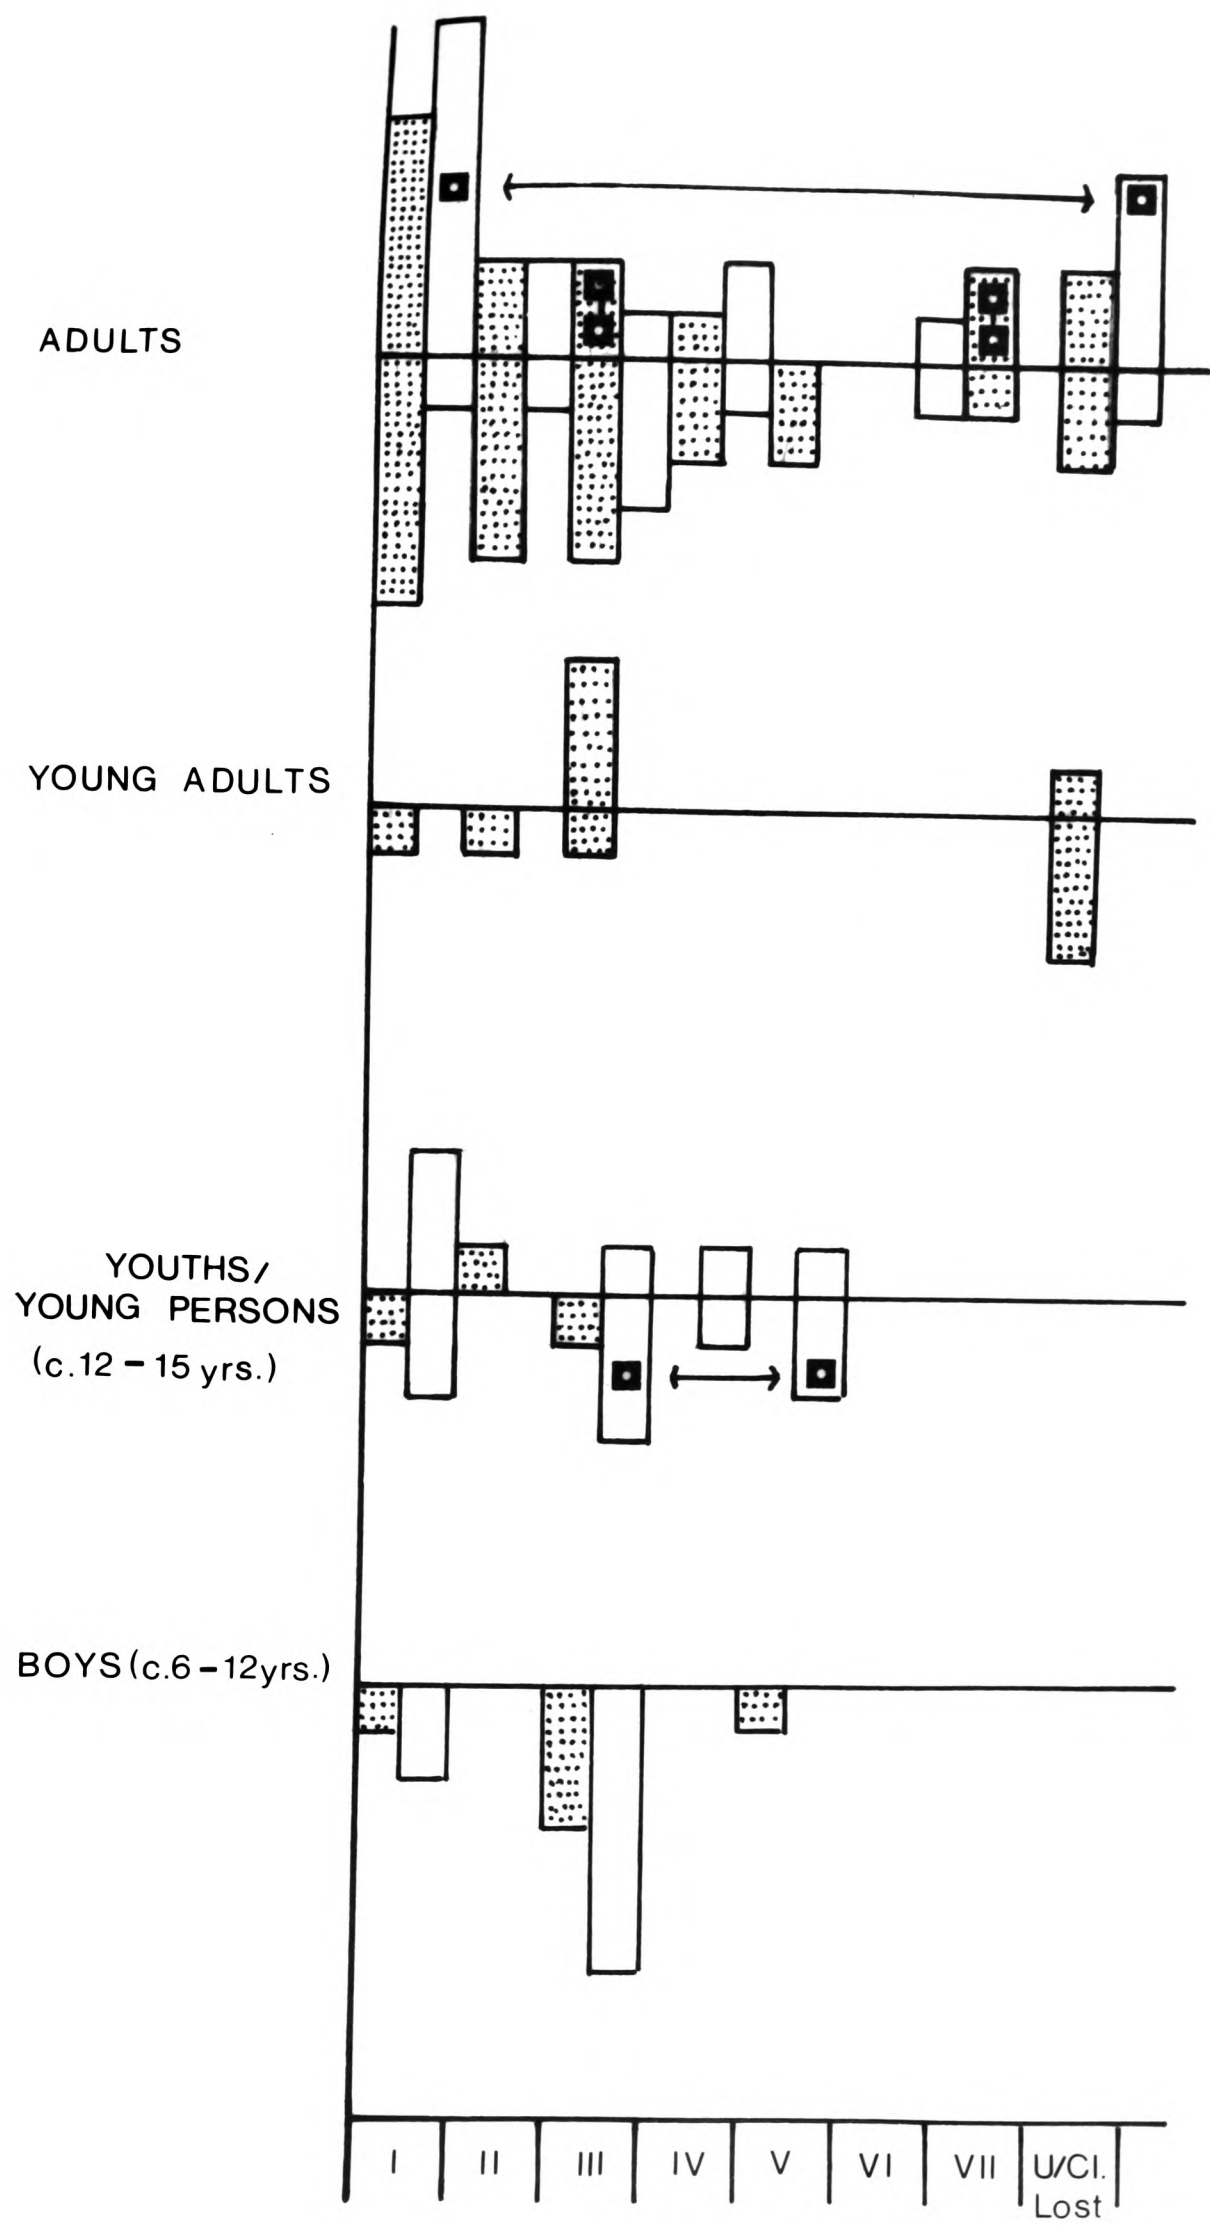 ADULTS
YOUNG ADULTS
YOUTHS/
YOUNG PERSONS
(c.12 – 15 yrs.)
BOYS (c.6 – 12yrs.)
I II III IV V VI VII U/Cl.
Lost